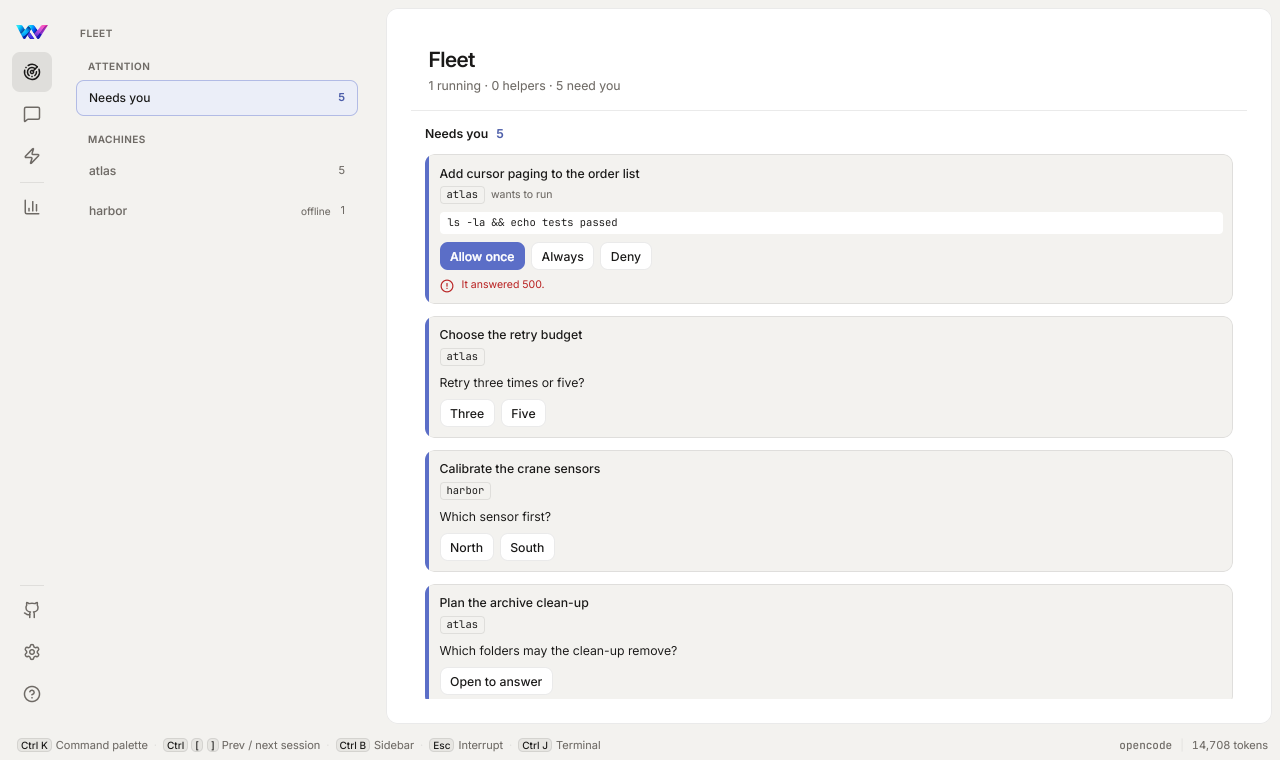 FLEET
ATTENTION
Needs you 5
MACHINES
atlas 5
harbor offline 1
Fleet
1 running · 0 helpers · 5 need you
Needs you 5
Add cursor paging to the order list
atlas wants to run
ls -la && echo tests passed
Allow once Always Deny
It answered 500.
Choose the retry budget
atlas
Retry three times or five?
Three Five
Calibrate the crane sensors
harbor
Which sensor first?
North South
Plan the archive clean-up
atlas
Which folders may the clean-up remove?
Open to answer
Ctrl K Command palette Ctrl [ ] Prev / next session Ctrl B Sidebar Esc Interrupt Ctrl J Terminal opencode 14,708 tokens